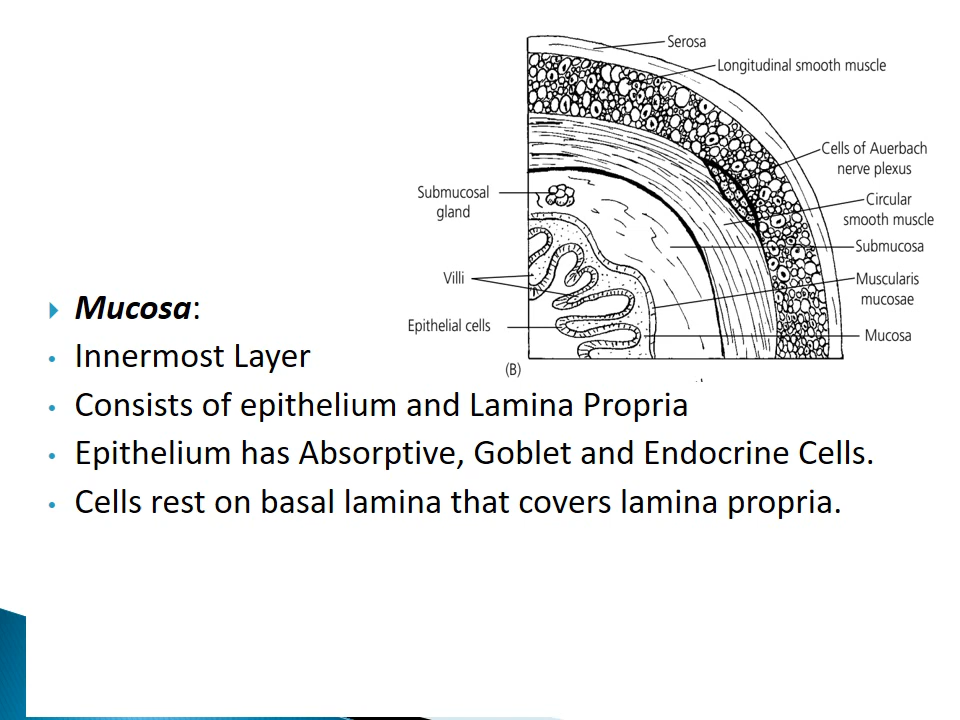 Serosa
Longitudinal smooth muscle
Cells of Auerbach
nerve plexus
Circular
smooth muscle
Submucosa
Muscularis
mucosae
Mucosa
Submucosal
gland
Villi
Epithelial cells
(B)
Mucosa:
Innermost Layer
Consists of epithelium and Lamina Propria
Epithelium has Absorptive, Goblet and Endocrine Cells.
Cells rest on basal lamina that covers lamina propria.